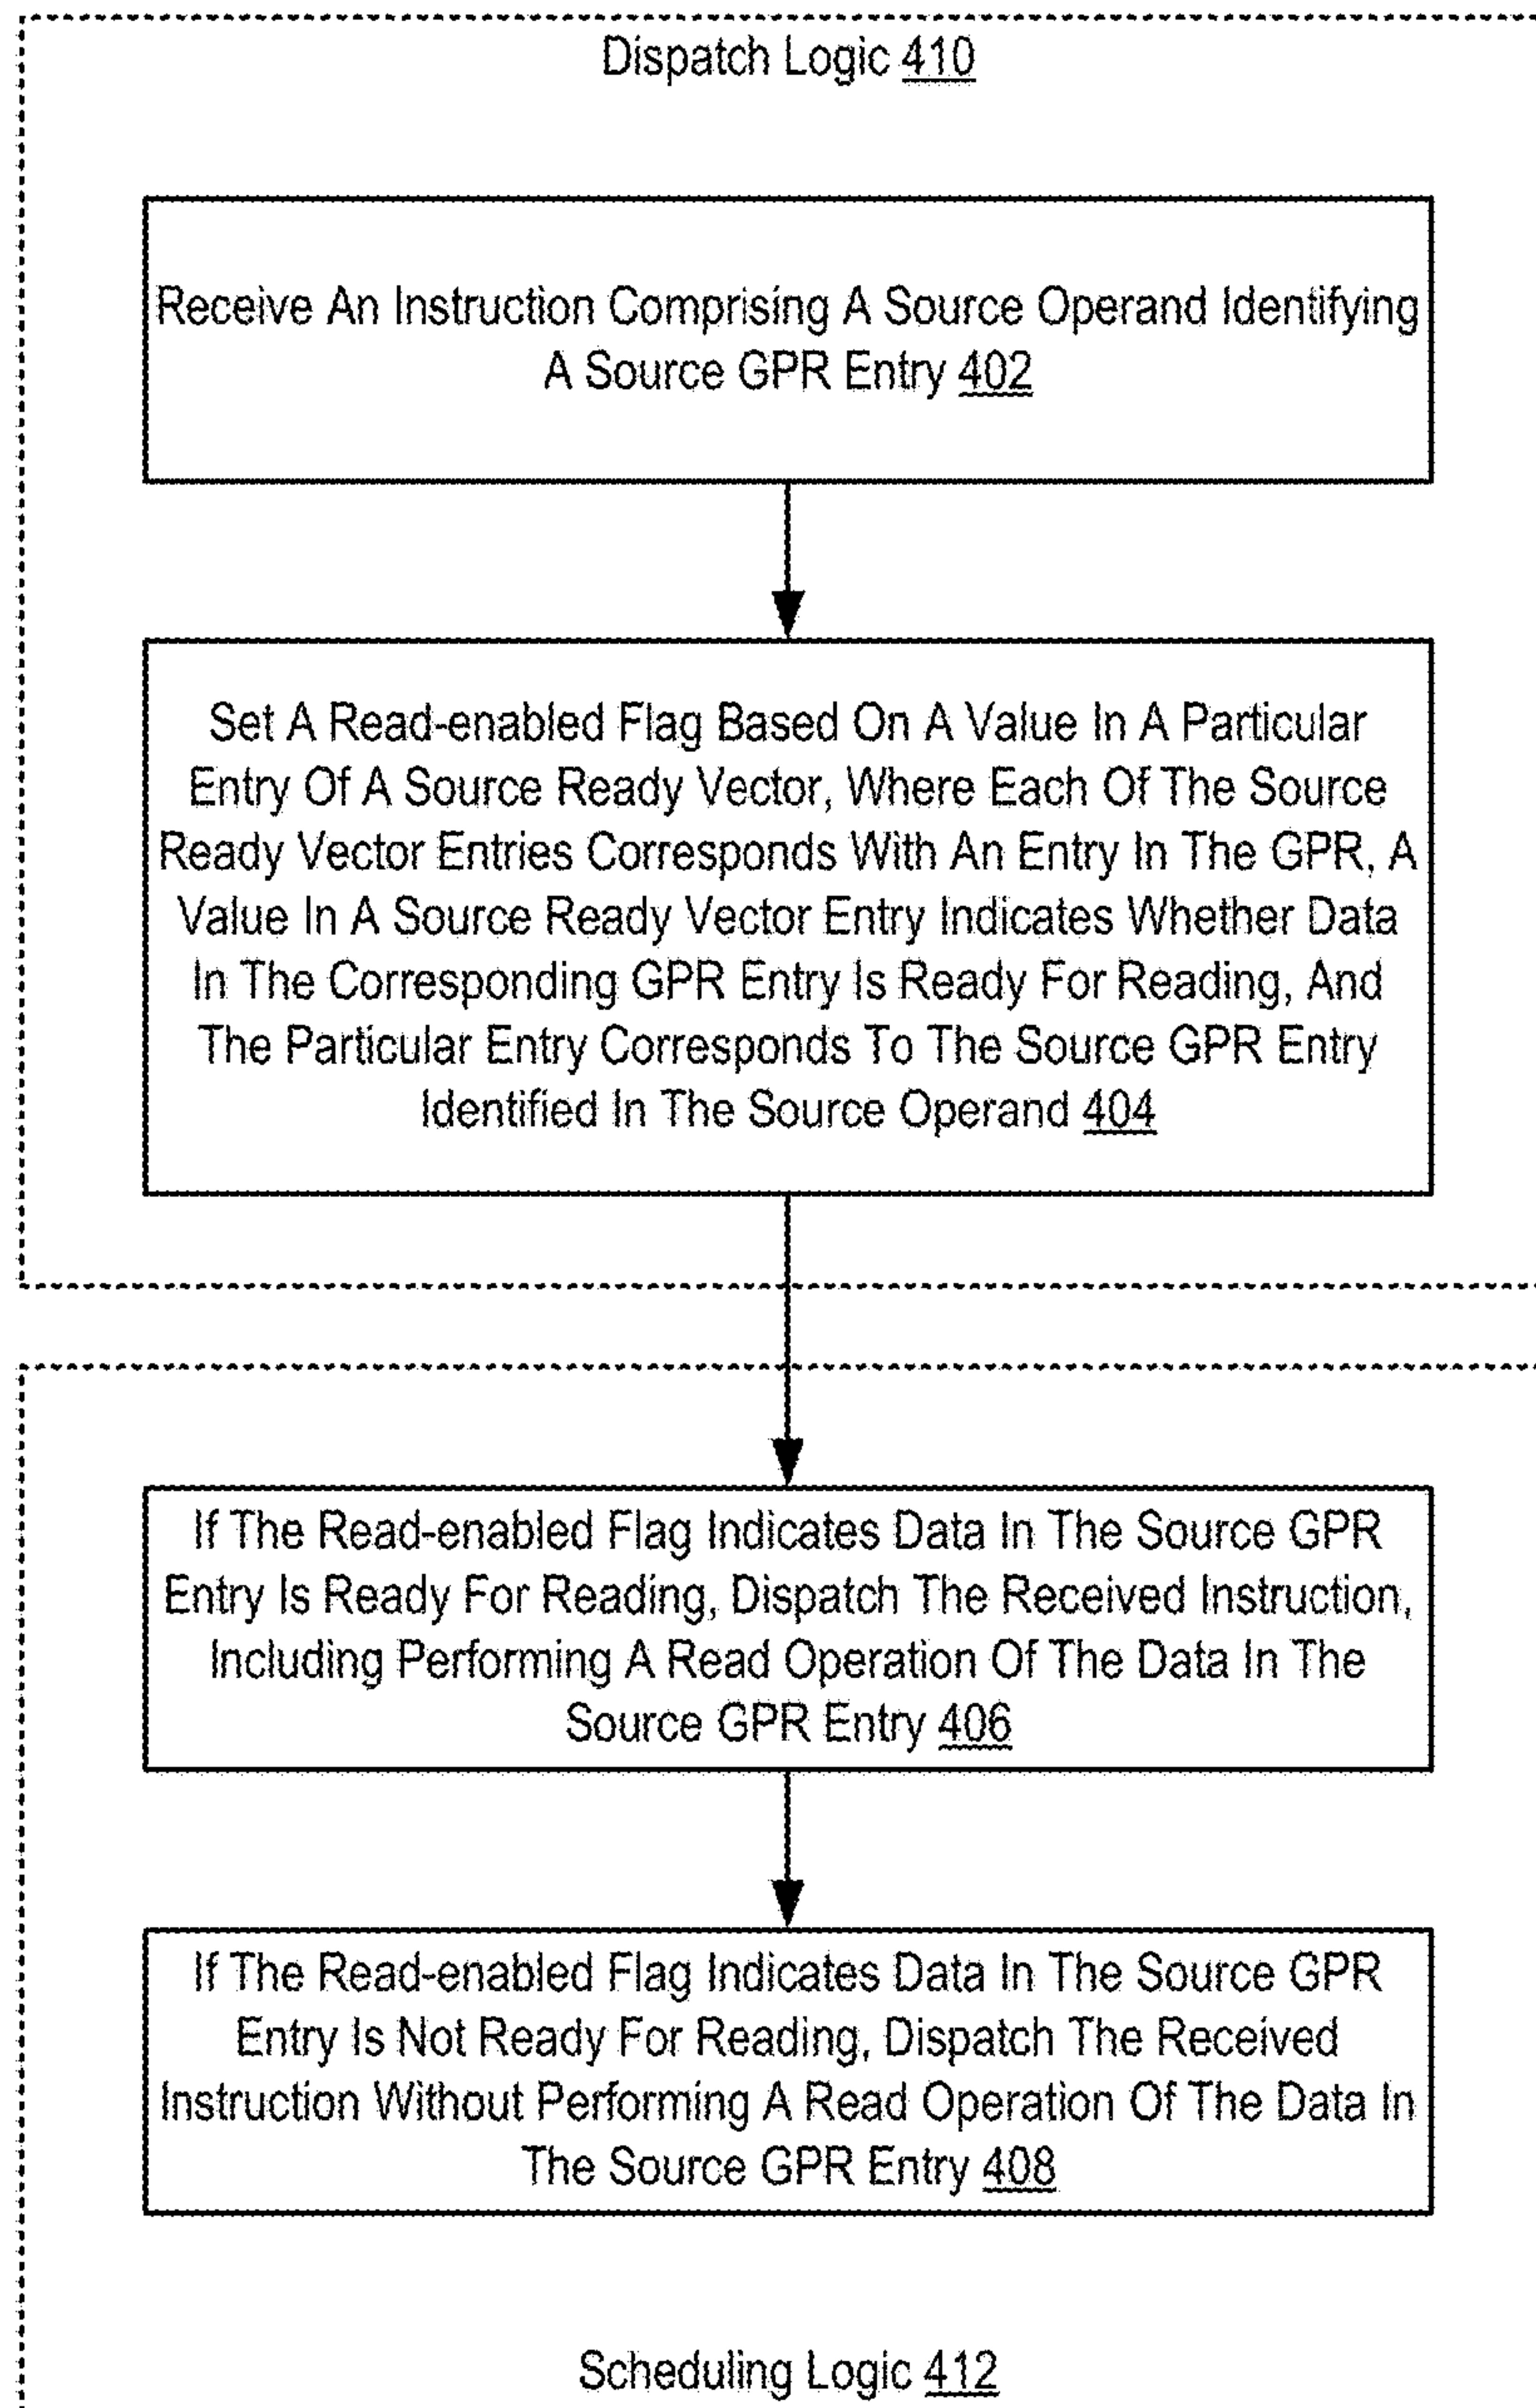 Dispatch Logic 410
Receive An Instruction Comprising A Source Operand Identifying
A Source GPR Entry 402
Set A Read-enabled Flag Based On A Value In A Particular
Entry Of A Source Ready Vector, Where Each Of The Source
Ready Vector Entries Corresponds With An Entry In The GPR, A
Value In A Source Ready Vector Entry Indicates Whether Data
In The Corresponding GPR Entry Is Ready For Reading, And
The Particular Entry Corresponds To The Source GPR Entry
Identified In The Source Operand 404
If The Read-enabled Flag Indicates Data In The Source GPR
Entry Is Ready For Reading, Dispatch The Received Instruction,
Including Performing A Read Operation Of The Data In The
Source GPR Entry 406
If The Read-enabled Flag Indicates Data In The Source GPR
Entry Is Not Ready For Reading, Dispatch The Received
Instruction Without Performing A Read Operation Of The Data In
The Source GPR Entry 408
Scheduling Logic 412